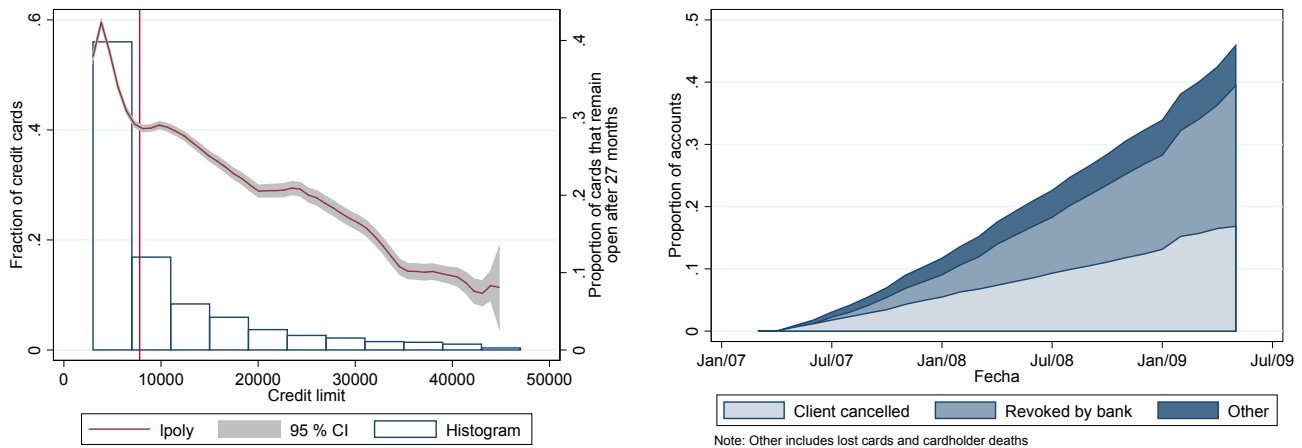 Fraction of credit cards
0 .2 .4 .6
Proportion of cards that remain
open after 27 months
0 .1 .2 .3 .4
0 10000 20000 30000 40000 50000
Credit limit
lpoly 95 % CI Histogram
Proportion of accounts
0 .1 .2 .3 .4 .5
Jan/07 Jul/07 Jan/08 Jul/08 Jan/09 Jul/09
Fecha
Client cancelled Revoked by bank Other
Note: Other includes lost cards and cardholder deaths